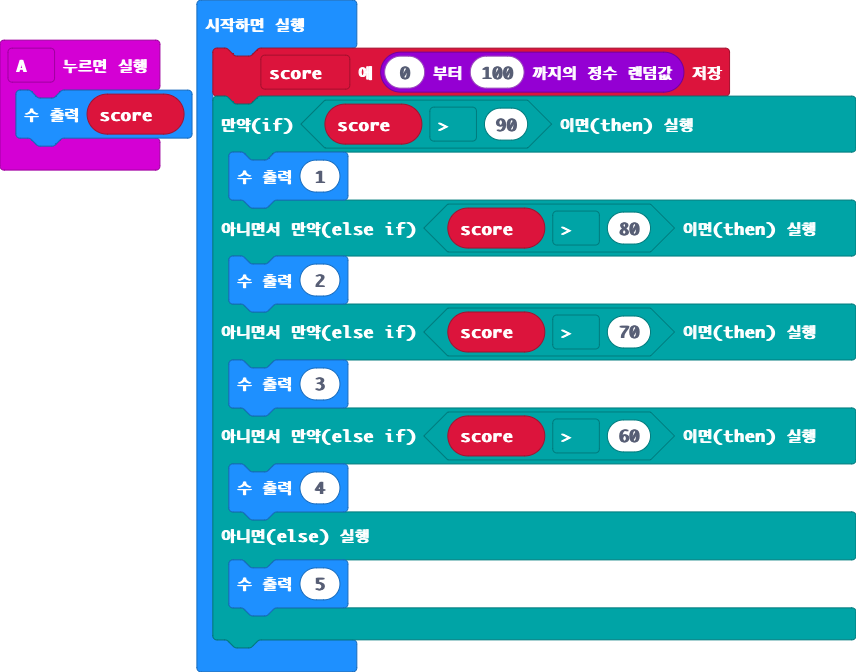 A 누르면 실행
수 출력 score
시작하면 실행
score 에 0 부터 100 까지의 정수 랜덤값 저장
만약(if) score > 90 이면(then) 실행
수 출력 1
아니면서 만약(else if) score > 80 이면(then) 실행
수 출력 2
아니면서 만약(else if) score > 70 이면(then) 실행
수 출력 3
아니면서 만약(else if) score > 60 이면(then) 실행
수 출력 4
아니면(else) 실행
수 출력 5